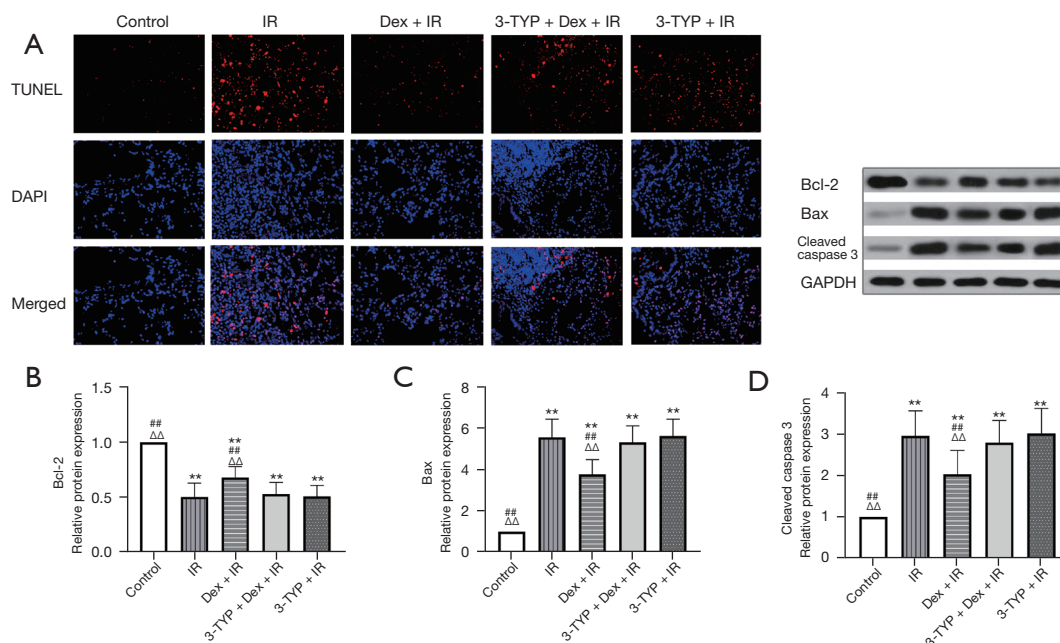 A
Control IR Dex + IR 3-TYP + Dex + IR 3-TYP + IR
TUNEL
DAPI
Merged
Bcl-2
Bax
Cleaved
caspase 3
GAPDH
B
Bcl-2
Relative protein expression
1.5
1.0
0.5
0.0
##
ΔΔ
**
**
##
ΔΔ
**
**
Control
IR
Dex + IR
3-TYP + Dex + IR
3-TYP + IR
C
Bax
Relative protein expression
8
6
4
2
0
##
ΔΔ
**
**
##
ΔΔ
**
**
Control
IR
Dex + IR
3-TYP + Dex + IR
3-TYP + IR
D
Cleaved caspase 3
Relative protein expression
4
3
2
1
0
##
ΔΔ
**
**
##
ΔΔ
**
**
Control
IR
Dex + IR
3-TYP + Dex + IR
3-TYP + IR